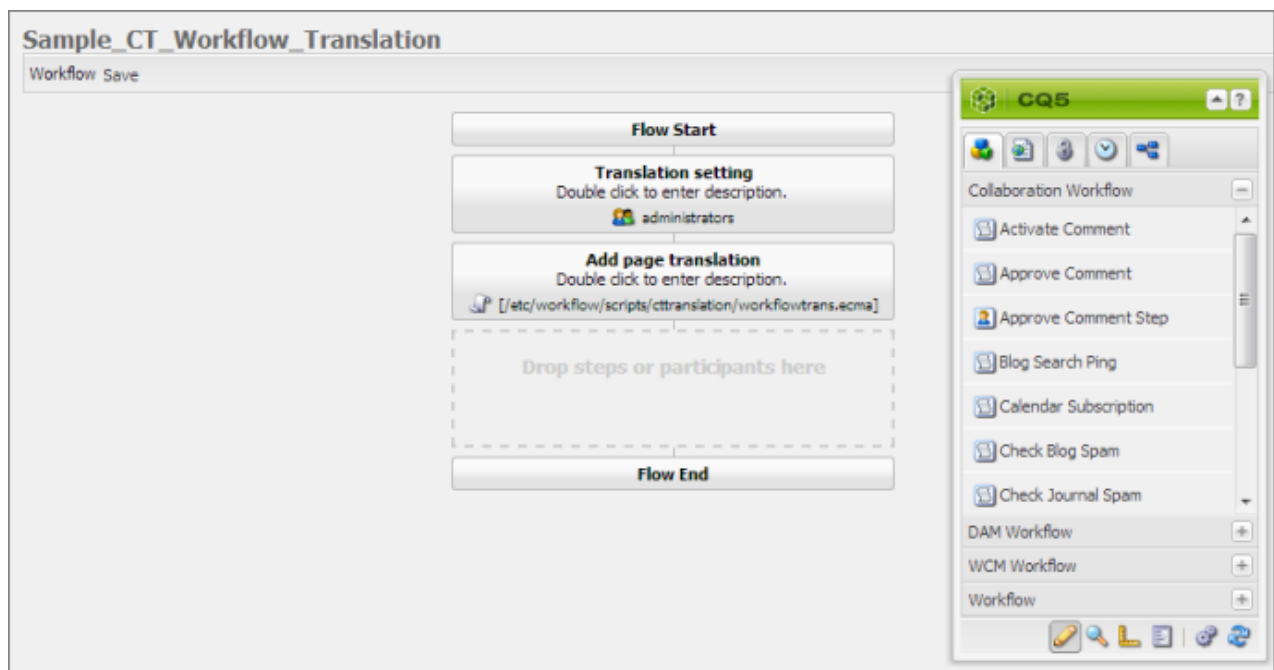 Sample_CT_Workflow_Translation
Workflow Save
Flow Start
Translation setting
Double click to enter description.
administrators
Add page translation
Double click to enter description.
[/etc/workflow/scripts/cttranslation/workflowtrans.ecma]
Drop steps or participants here
Flow End
CQ5
?
Collaboration Workflow
Activate Comment
Approve Comment
Approve Comment Step
Blog Search Ping
Calendar Subscription
Check Blog Spam
Check Journal Spam
DAM Workflow
WCM Workflow
Workflow